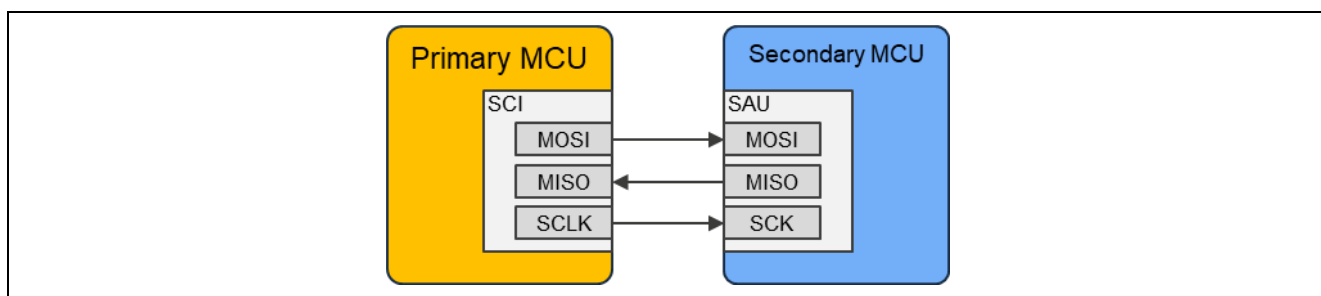 Primary MCU
SCI
MOSI
MISO
SCLK
Secondary MCU
SAU
MOSI
MISO
SCK